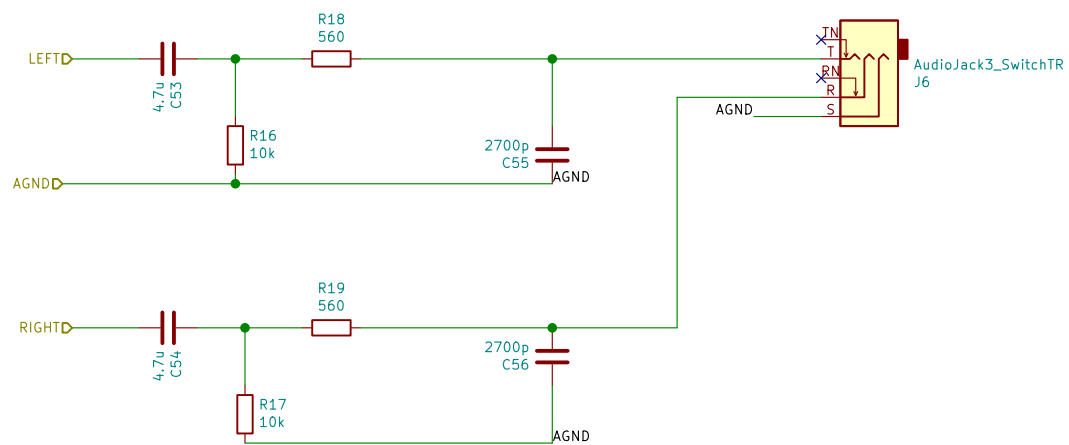 R18
560
LEFT
4.7u
C53
R16
10k
2700p
C55
AGND
AGND
TN
T
RN
R
S
AGND
AudioJack3_SwitchTR
J6
R19
560
RIGHT
4.7u
C54
2700p
C56
R17
10k
AGND